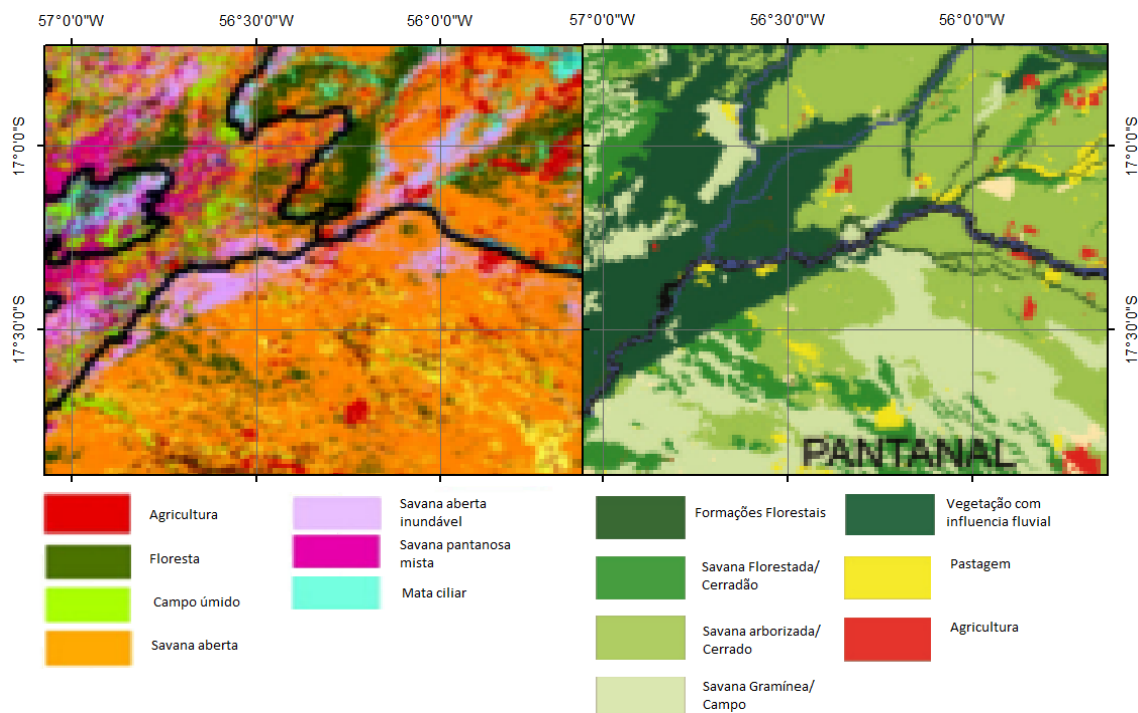 57°0'0"W 56°30'0"W 56°0'0"W 57°0'0"W 56°30'0"W 56°0'0"W
17°0'0"S 17°0'0"S
17°30'0"S 17°30'0"S
PANTANAL
Agricultura
Floresta
Campo úmido
Savana aberta
Savana aberta
inundável
Savana pantanosa
mista
Mata ciliar
Formações Florestais
Savana Florestada/
Cerradão
Savana arborizada/
Cerrado
Savana Gramínea/
Campo
Vegetação com
influencia fluvial
Pastagem
Agricultura